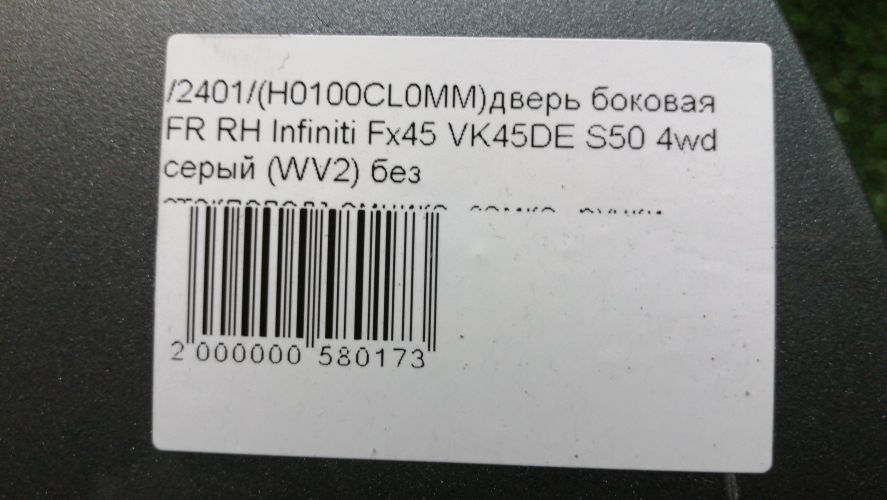 /2401/(H0100CL0MM)дверь боковая
FR RH Infiniti Fx45 VK45DE S50 4wd
серый (WV2) без
2 000000 580173